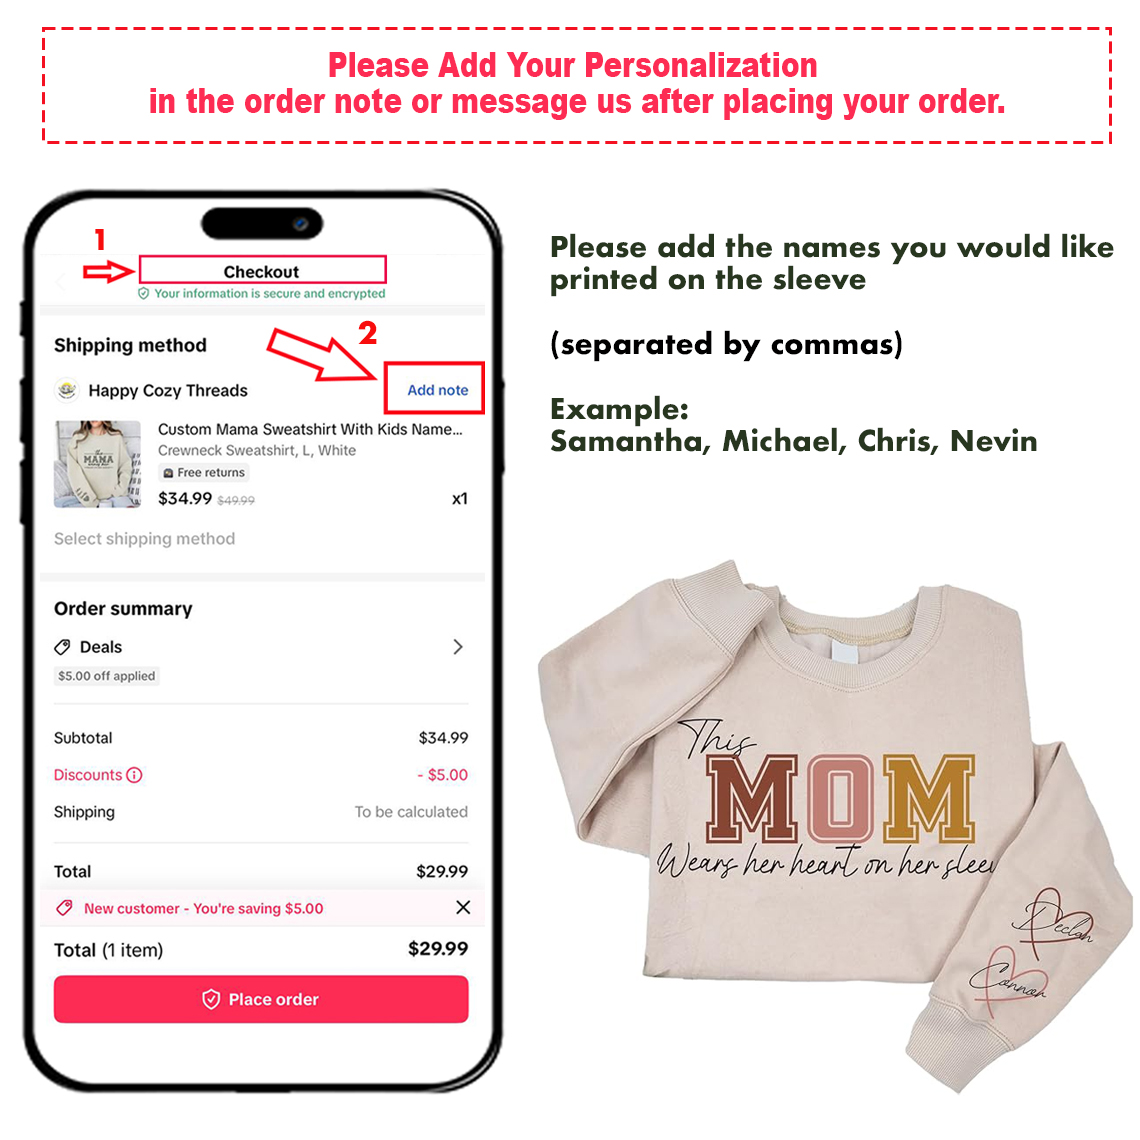 Please Add Your Personalization
in the order note or message us after placing your order.
1
Checkout
Your information is secure and encrypted
2
Shipping method
Happy Cozy Threads
Add note
Custom Mama Sweatshirt With Kids Name...
Crewneck Sweatshirt, L, White
Free returns
$34.99 $49.99
x1
MAMA
Select shipping method
Order summary
Deals
$5.00 off applied
Subtotal
$34.99
Discounts
- $5.00
Shipping
To be calculated
Total
$29.99
New customer - You're saving $5.00
Total (1 item)
$29.99
Place order
Please add the names you would like
printed on the sleeve
(separated by commas)
Example:
Samantha, Michael, Chris, Nevin
This
MOM
Wears her heart on her sleev
Declan
Connor